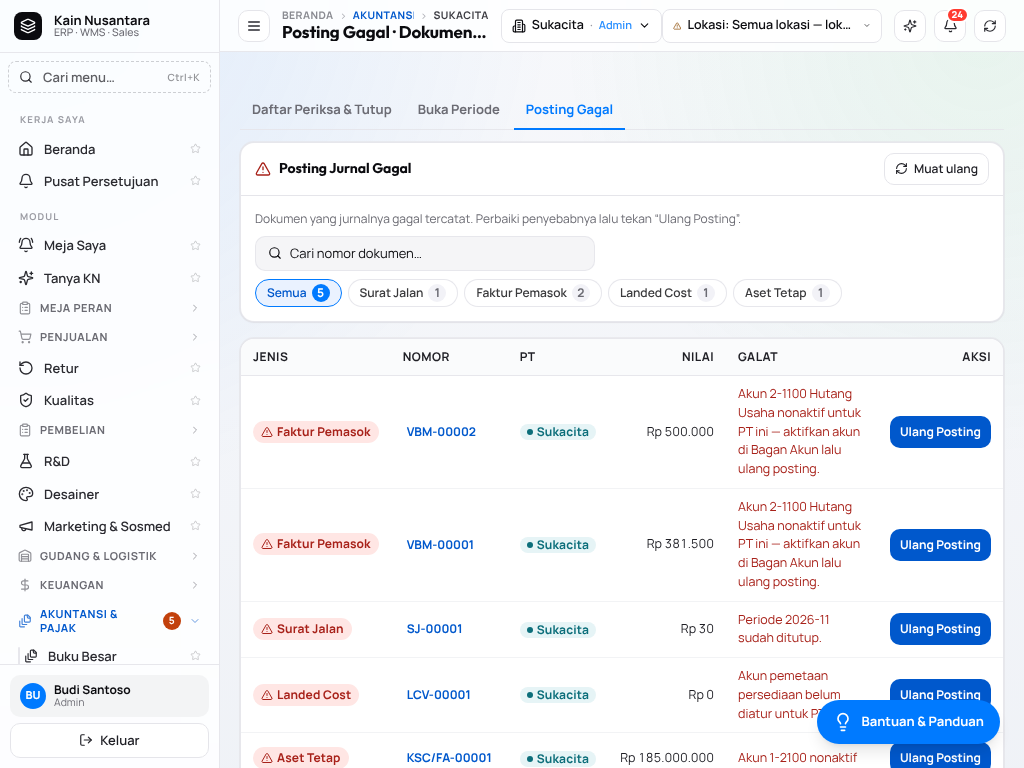 Kain Nusantara
ERP · WMS · Sales
Cari menu... Ctrl+K
KERJA SAYA
Beranda
Pusat Persetujuan
MODUL
Meja Saya
Tanya KN
MEJA PERAN
PENJUALAN
Retur
Kualitas
PEMBELIAN
R&D
Desainer
Marketing & Sosmed
GUDANG & LOGISTIK
KEUANGAN
AKUNTANSI & PAJAK 5
Buku Besar
BU Budi Santoso
Admin
Keluar
BERANDA > AKUNTANSI > SUKACITA
Posting Gagal · Dokumen...
Sukacita · Admin
Lokasi: Semua lokasi — lok...
24
Daftar Periksa & Tutup Buka Periode Posting Gagal
Posting Jurnal Gagal Muat ulang
Dokumen yang jurnalnya gagal tercatat. Perbaiki penyebabnya lalu tekan “Ulang Posting”.
Cari nomor dokumen...
Semua 5 Surat Jalan 1 Faktur Pemasok 2 Landed Cost 1 Aset Tetap 1
JENIS NOMOR PT NILAI GALAT AKSI
Faktur Pemasok VBM-00002 Sukacita Rp 500.000 Akun 2-1100 Hutang
Usaha nonaktif untuk
PT ini — aktifkan akun
di Bagan Akun lalu
ulang posting.
Ulang Posting
Faktur Pemasok VBM-00001 Sukacita Rp 381.500 Akun 2-1100 Hutang
Usaha nonaktif untuk
PT ini — aktifkan akun
di Bagan Akun lalu
ulang posting.
Ulang Posting
Surat Jalan SJ-00001 Sukacita Rp 30 Periode 2026-11
sudah ditutup.
Ulang Posting
Landed Cost LCV-00001 Sukacita Rp 0 Akun pemetaan
persediaan belum
diatur untuk
Ulang Posting
Aset Tetap KSC/FA-00001 Sukacita Rp 185.000.000 Akun 1-2100 nonaktif
Ulang Posting
Bantuan & Panduan